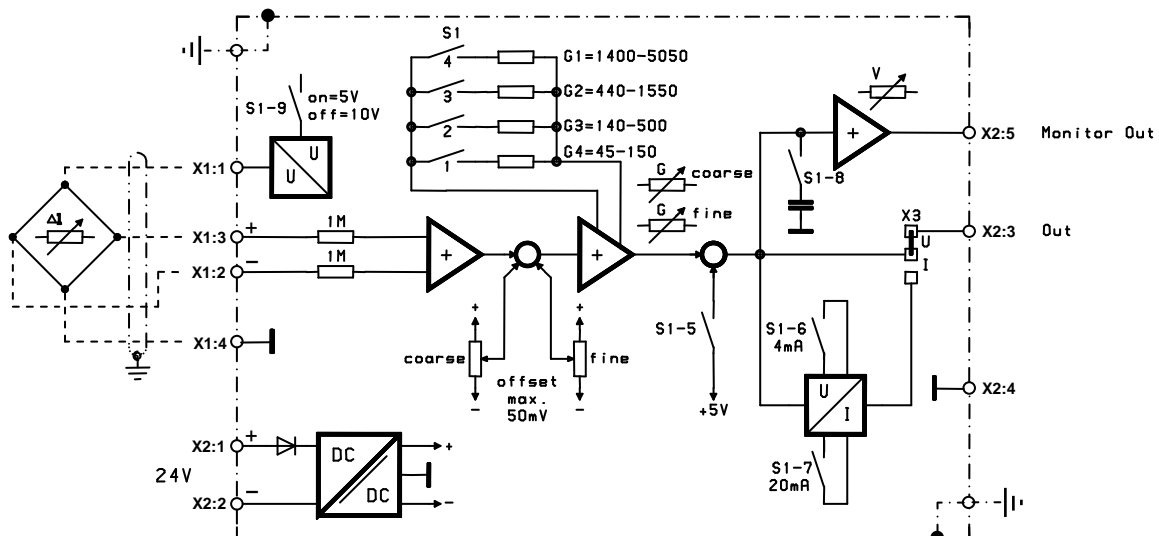 S1
4 G1=1400-5050
3 G2=440-1550
2 G3=140-500
1 G4=45-150
S1-9 on=5V
off=10V
U
U
X1:1
Δl
X1:3 + 1M
X1:2 − 1M
X1:4
+
+
G coarse
G fine
V
+
X2:5 Monitor Out
S1-8
X3
U
I
X2:3 Out
+ +
coarse fine
− −
offset
max.
50mV
S1-5
+5V
S1-6
4mA
U
I
S1-7
20mA
X2:4
X2:1 +
24V
X2:2 −
DC
DC
+
−